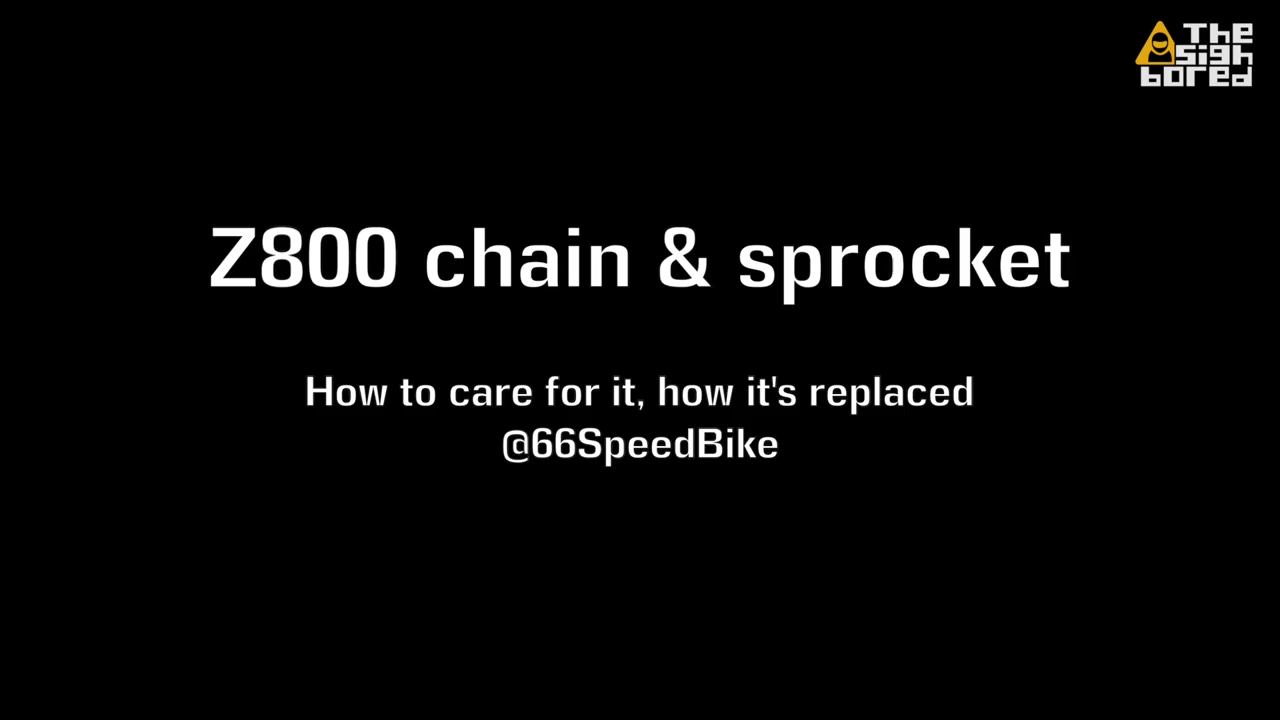 The
sigh
bored
Z800 chain & sprocket
How to care for it, how it's replaced
@66SpeedBike